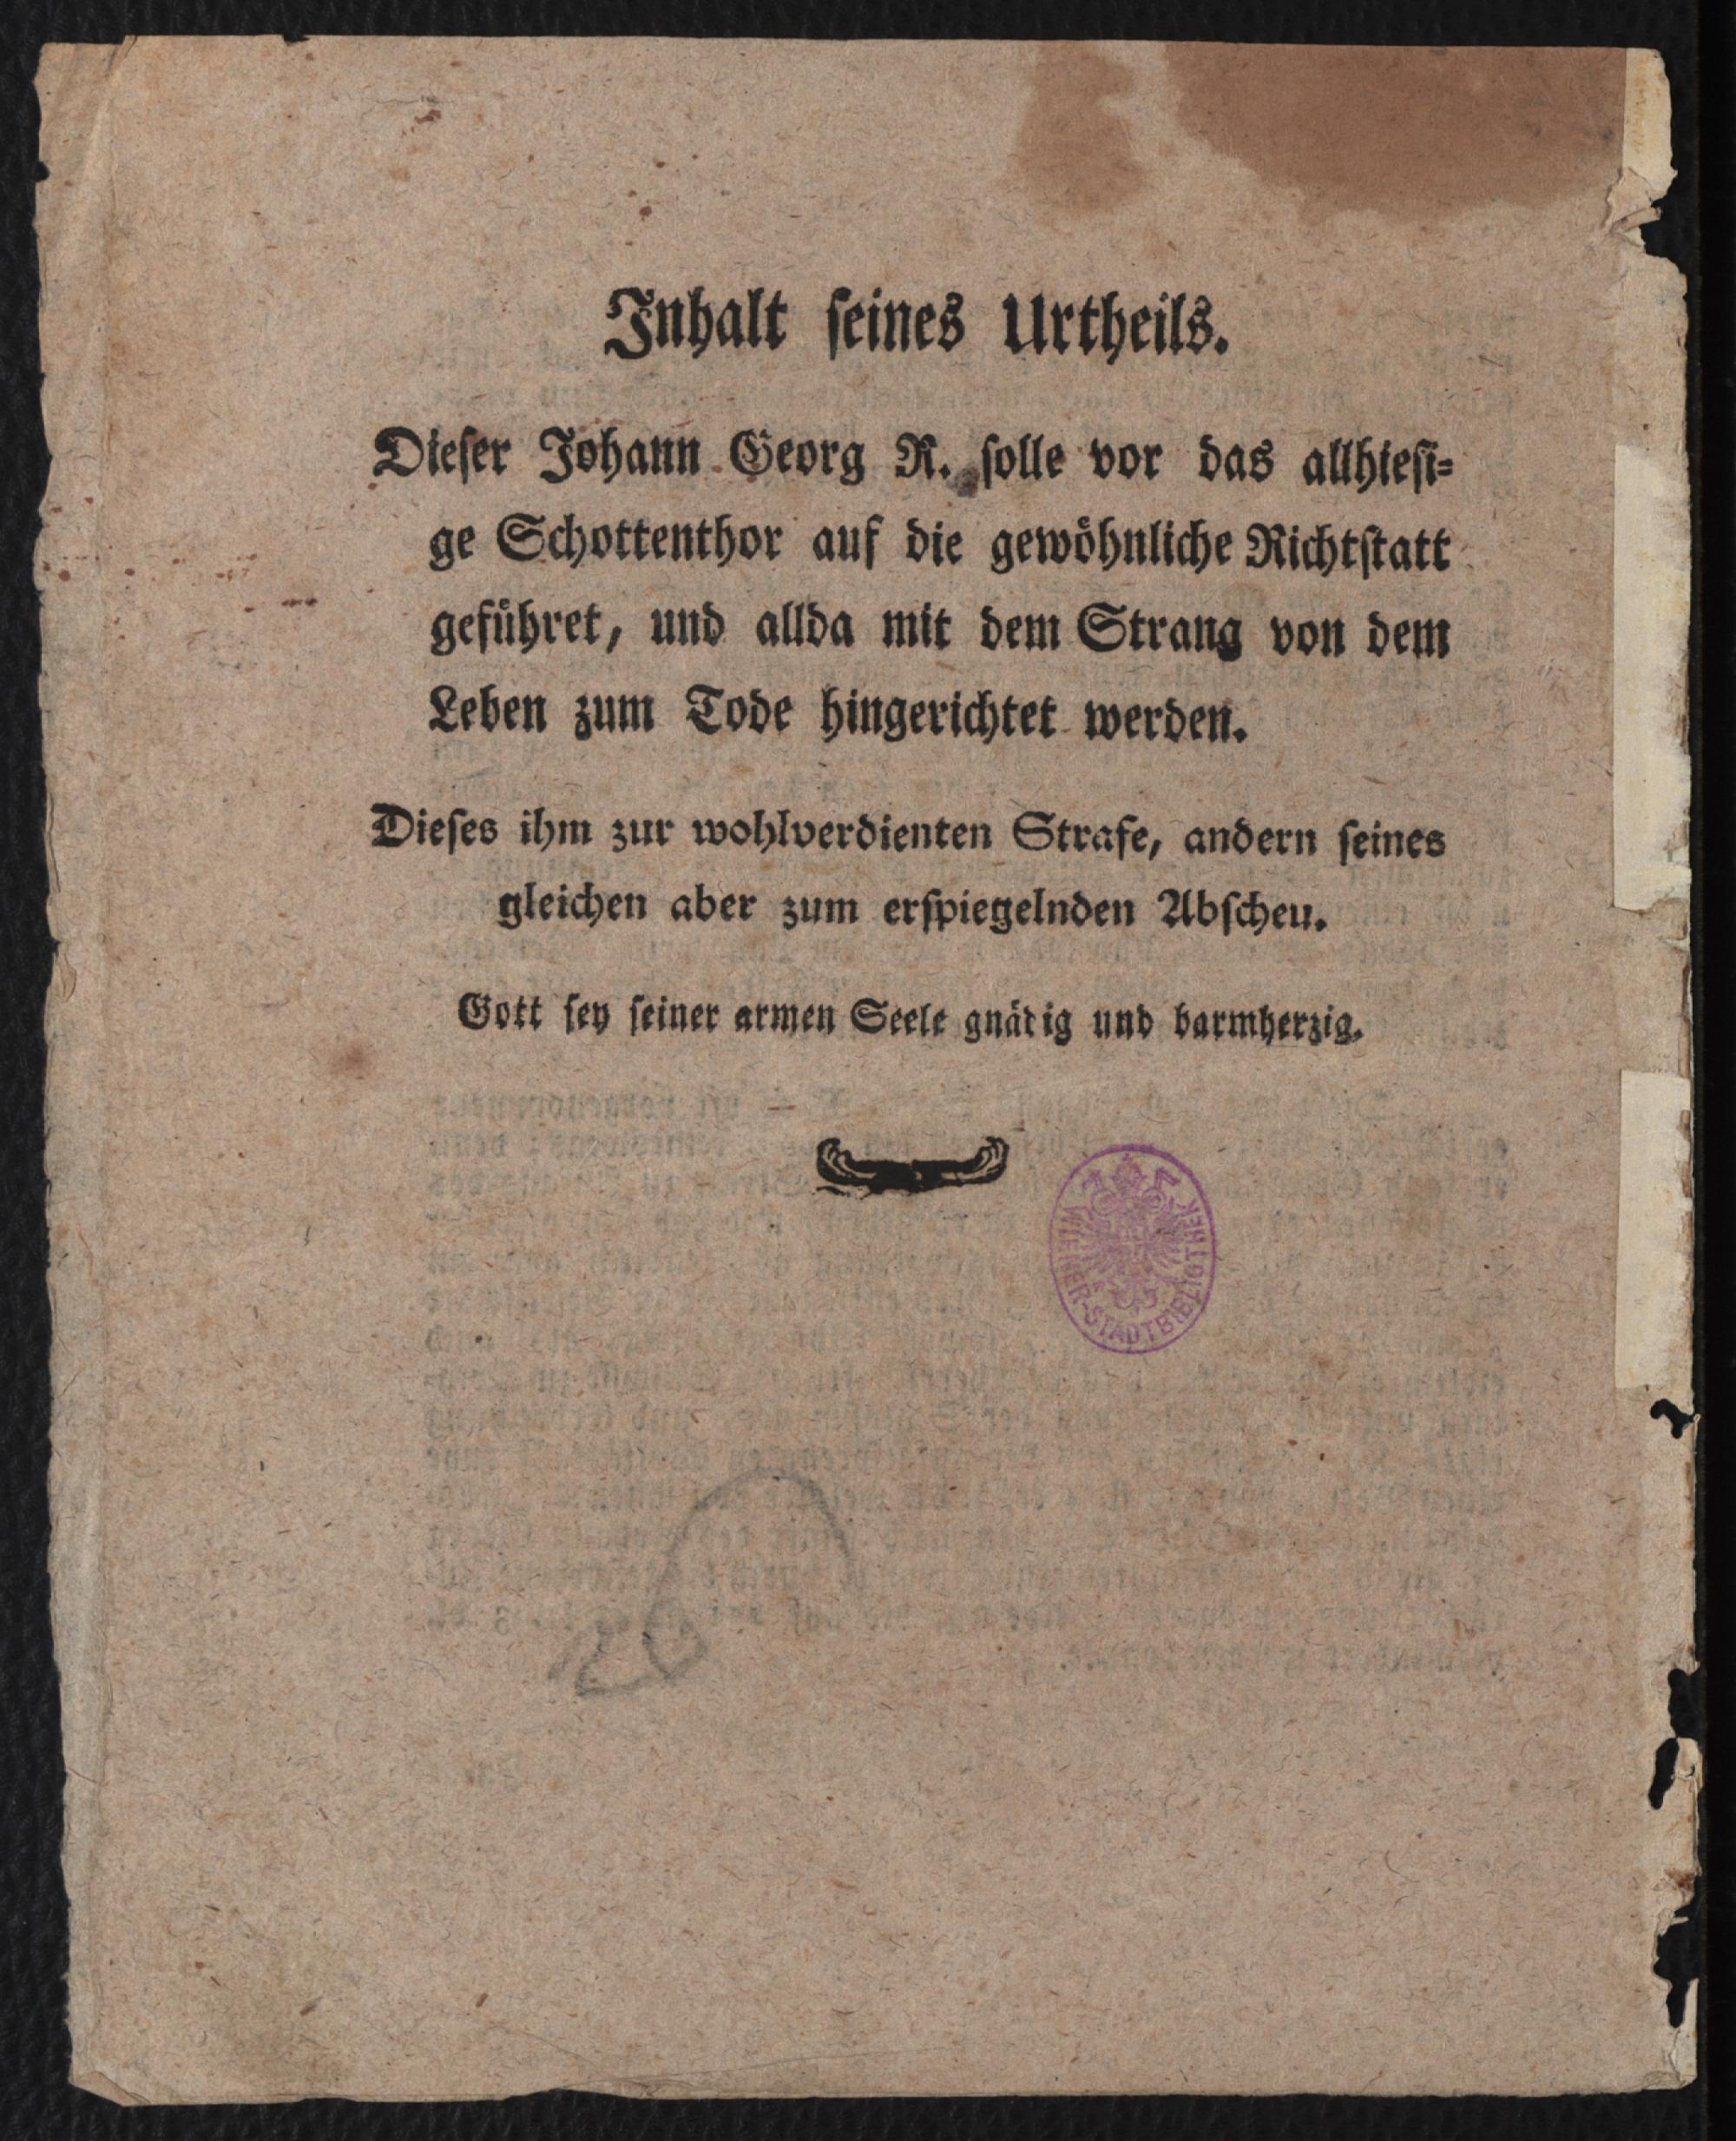 Inhalt seines Urtheils.
Dieser Johann Georg R. solle vor das allhiesi-
ge Schottenthor auf die gewöhnliche Richtstatt
geführet, und allda mit dem Strang von dem
Leben zum Tode hingerichtet werden.
Dieses ihm zur wohlverdienten Strafe, andern seines
gleichen aber zum erspiegelnden Abscheu.
Gott sey seiner armen Seele gnädig und barmherzig.
WIENER-STADTBIBLIOTHEK